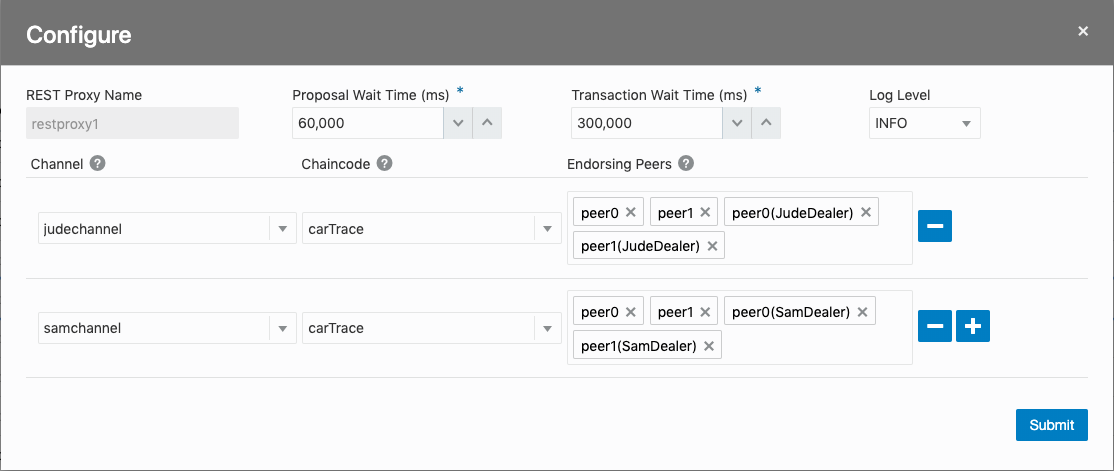 Configure ×
REST Proxy Name Proposal Wait Time (ms) * Transaction Wait Time (ms) * Log Level
restproxy1 60,000 300,000 INFO
Channel ? Chaincode ? Endorsing Peers ?
peer0 × peer1 × peer0(JudeDealer) ×
judechannel carTrace
peer1(JudeDealer) ×
peer0 × peer1 × peer0(SamDealer) ×
samchannel carTrace
peer1(SamDealer) ×
Submit